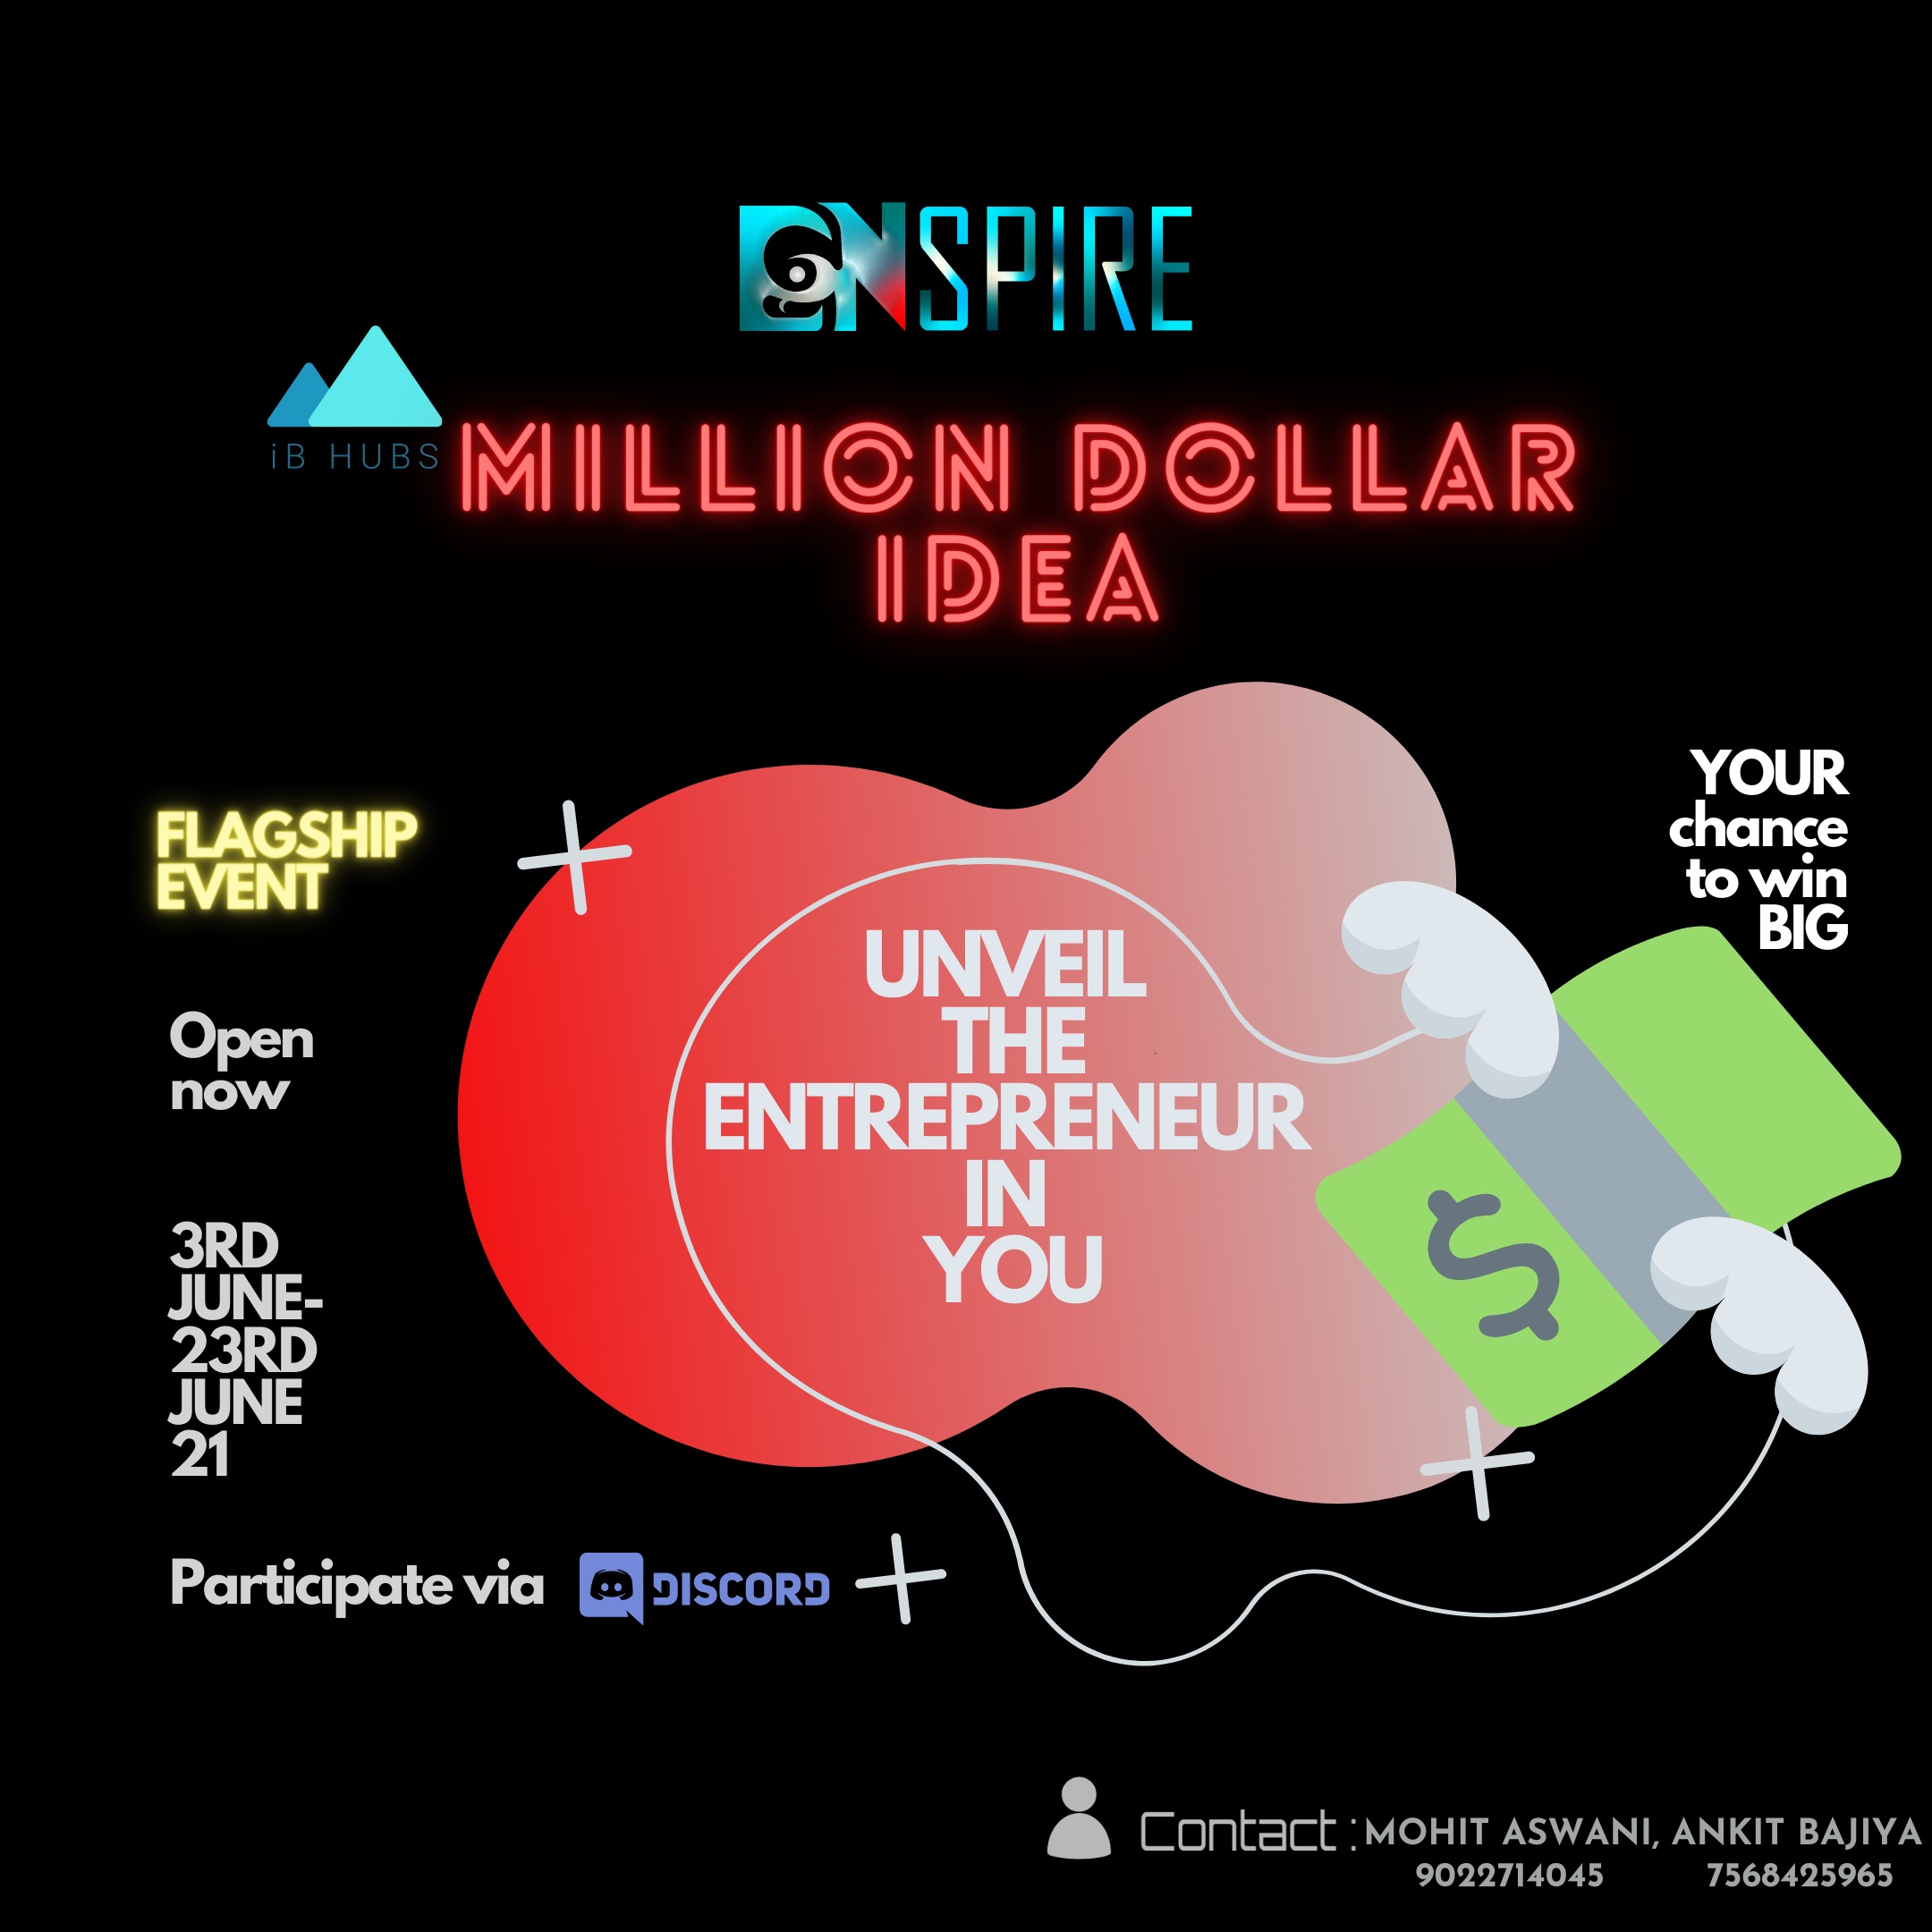 ENSPIRE
iB HUBS
MILLION DOLLAR
IDEA
FLAGSHIP
EVENT
YOUR
chance
to win
BIG
Open
now
UNVEIL
THE
ENTREPRENEUR
IN
YOU
$
3RD
JUNE-
23RD
JUNE
21
Participate via DISCORD
Contact : MOHIT ASWANI, ANKIT BAJIYA
9022714045 7568425965